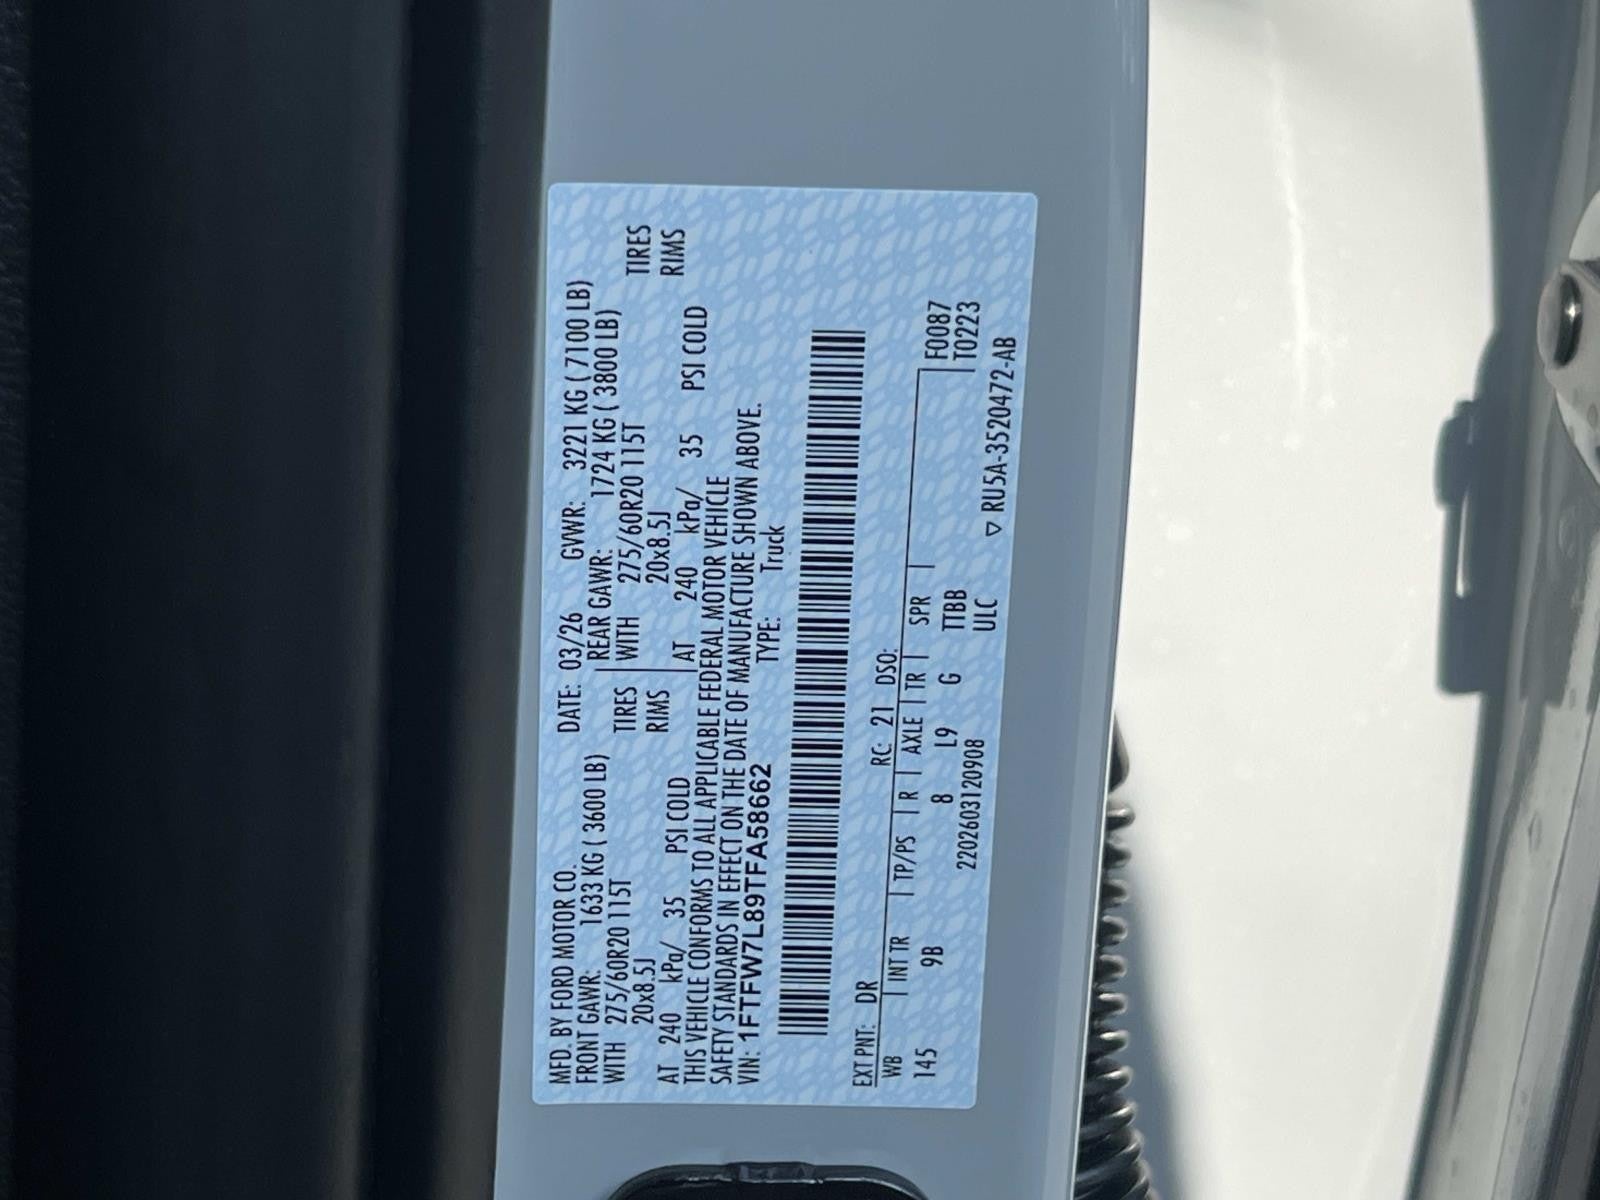 MFD. BY FORD MOTOR CO.
DATE: 03/26 GVWR: 3221 KG ( 7100 LB)
FRONT GAWR: 1633 KG ( 3600 LB) REAR GAWR: 1724 KG ( 3800 LB)
WITH 275/60R20 115T TIRES WITH 275/60R20 115T TIRES
20x8.5J RIMS 20x8.5J RIMS
AT 240 kPa/ 35 PSI COLD AT 240 kPa/ 35 PSI COLD
THIS VEHICLE CONFORMS TO ALL APPLICABLE FEDERAL MOTOR VEHICLE
SAFETY STANDARDS IN EFFECT ON THE DATE OF MANUFACTURE SHOWN ABOVE.
VIN: 1FTFW7L89TFA58662 TYPE: Truck
EXT PNT: DR RC: 21 DSO:
WB INT TR TP/PS R AXLE TR SPR F0087
145 9B 8 L9 G TTBB T0223
2202603120908 ULC ▽ RU5A-3520472-AB